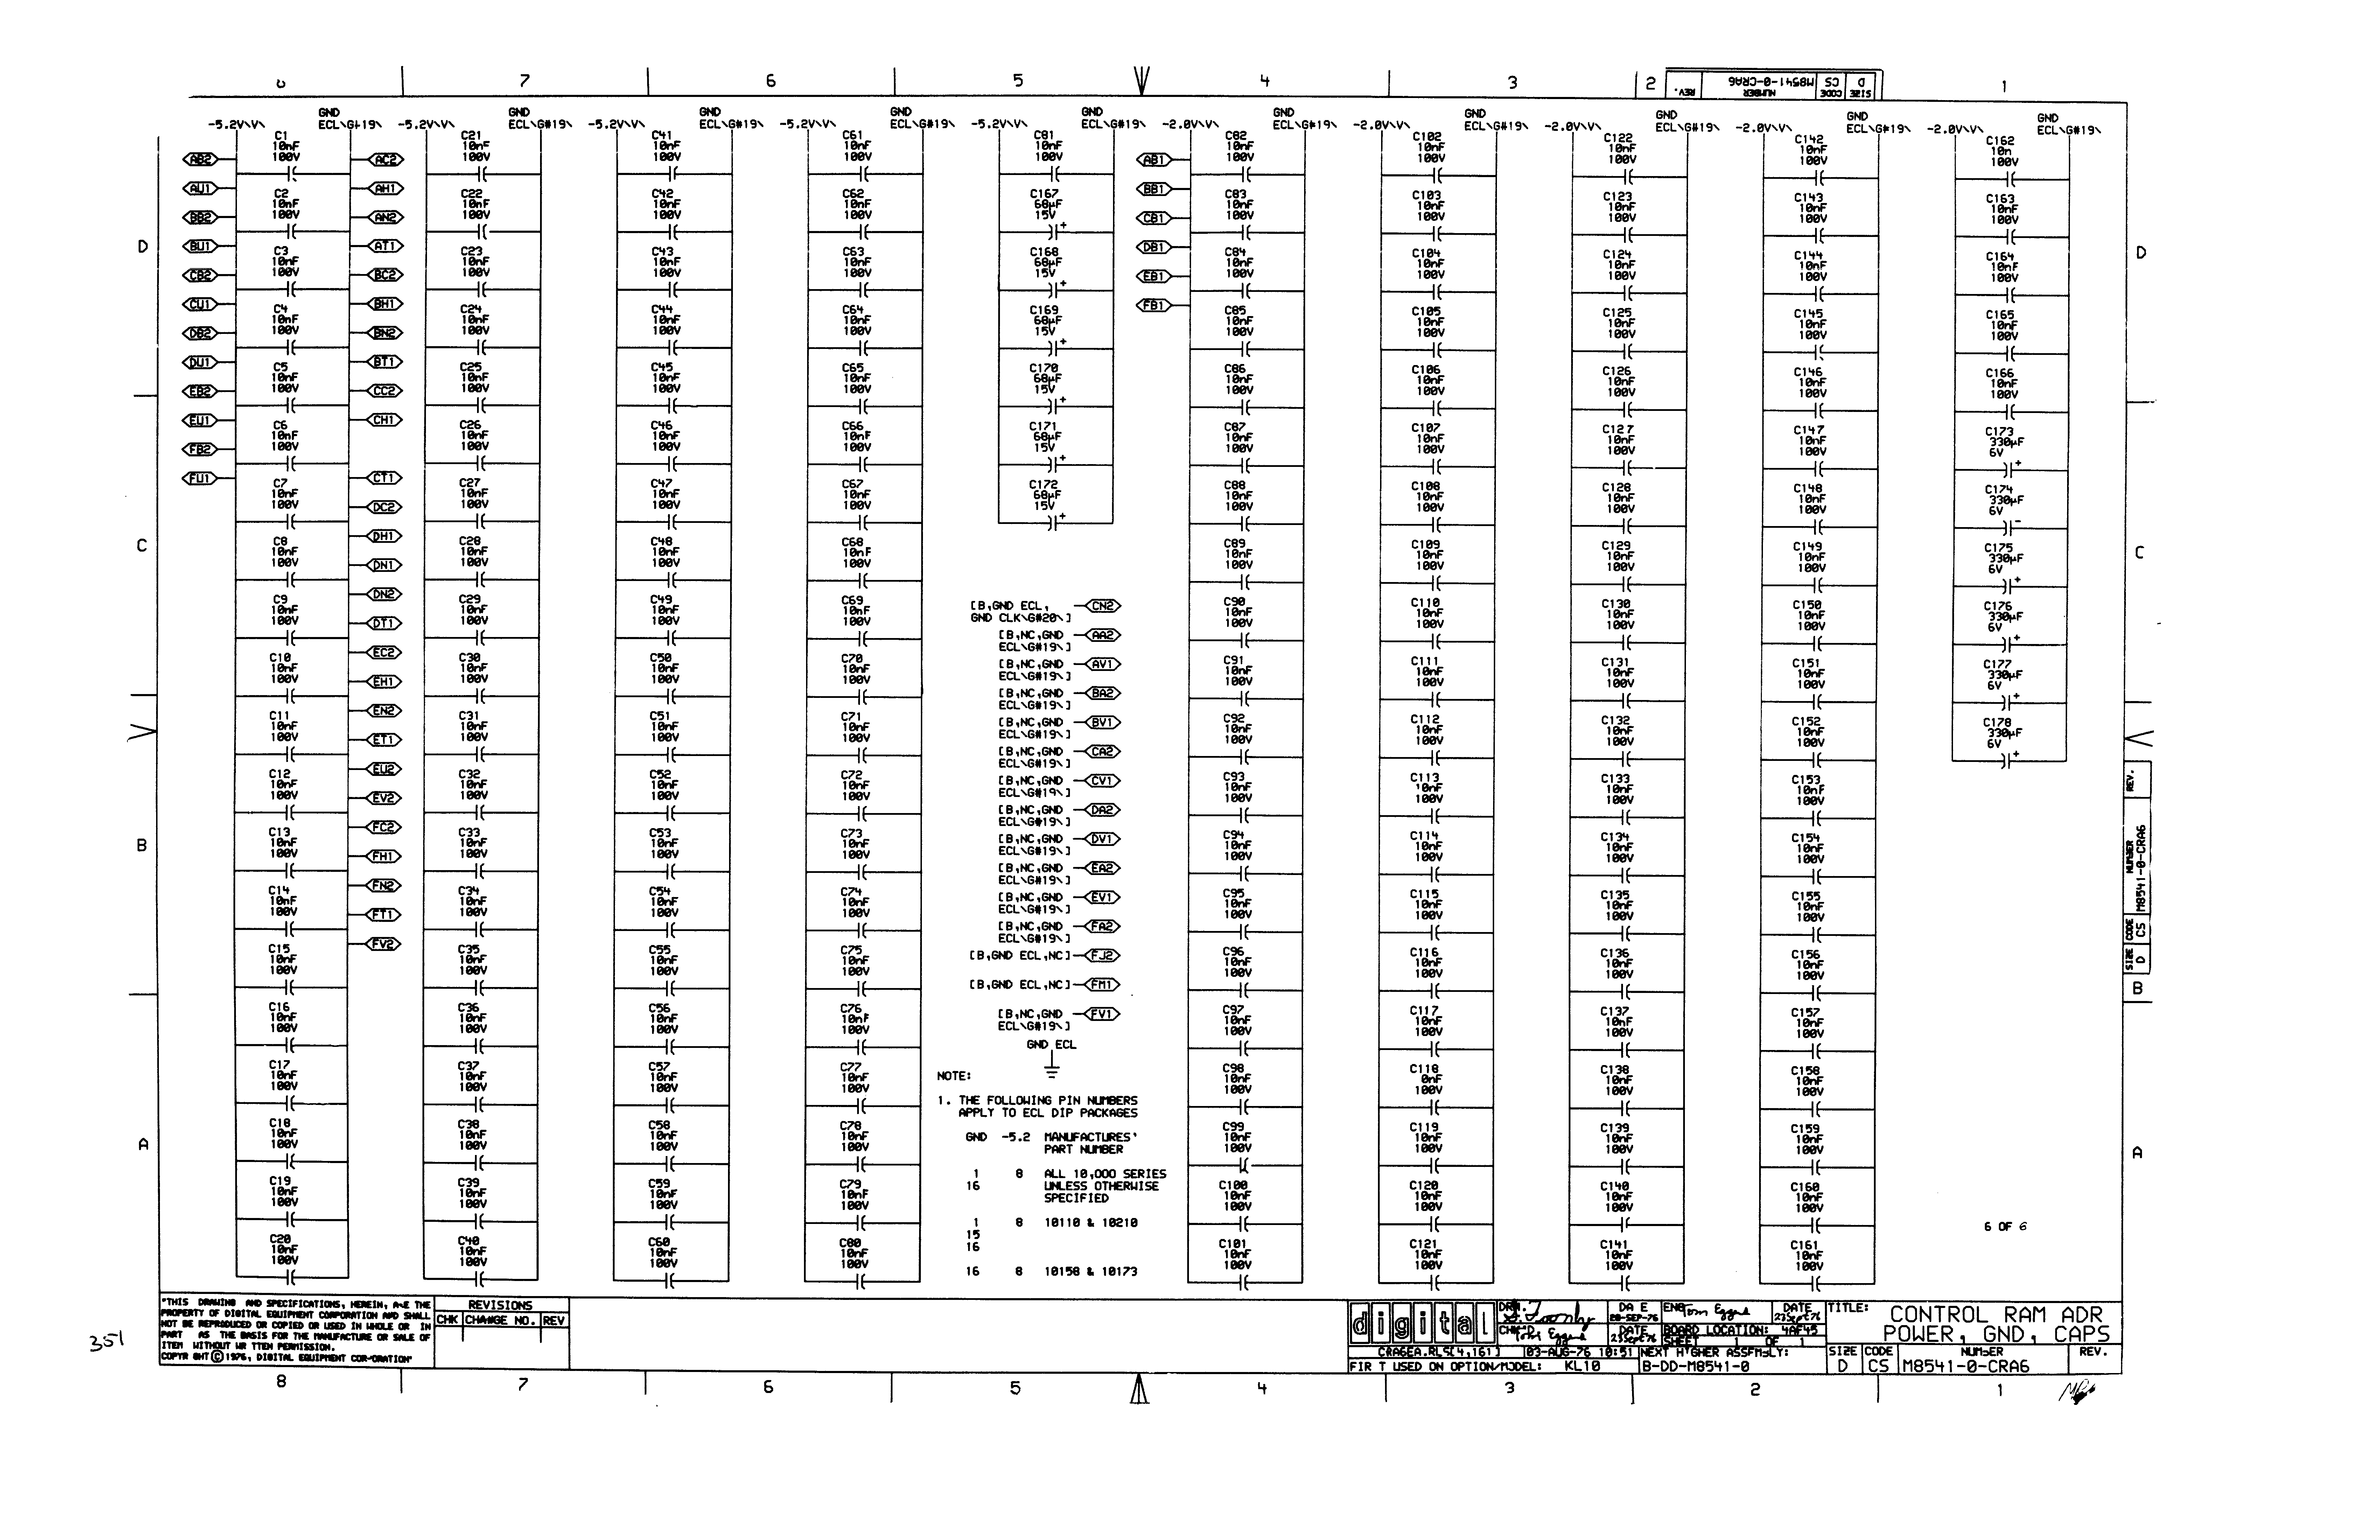 8 7 6 5 4 3 2 1
SIZE CODE NUMBER REV.
D CS M8541-0-CRA6
-5.2V\V\
GND
ECL\G#19\
AB2
AU1
BB2
BU1
CB2
CU1
DB2
DU1
EB2
EU1
FB2
FU1
C1
10nF
100V
C2
10nF
100V
C3
10nF
100V
C4
10nF
100V
C5
10nF
100V
C6
10nF
100V
C7
10nF
100V
C8
10nF
100V
C9
10nF
100V
C10
10nF
100V
C11
10nF
100V
C12
10nF
100V
C13
10nF
100V
C14
10nF
100V
C15
10nF
100V
C16
10nF
100V
C17
10nF
100V
C18
10nF
100V
C19
10nF
100V
C20
10nF
100V
AC2
AH1
AN2
AT1
BC2
BH1
BN2
BT1
CC2
CH1
CT1
DC2
DH1
DN1
DN2
DT1
EC2
EH1
EN2
ET1
EU2
EV2
FC2
FH1
FN2
FT1
FV2
-5.2V\V\
GND
ECL\G#19\
C21
10nF
100V
C22
10nF
100V
C23
10nF
100V
C24
10nF
100V
C25
10nF
100V
C26
10nF
100V
C27
10nF
100V
C28
10nF
100V
C29
10nF
100V
C30
10nF
100V
C31
10nF
100V
C32
10nF
100V
C33
10nF
100V
C34
10nF
100V
C35
10nF
100V
C36
10nF
100V
C37
10nF
100V
C38
10nF
100V
C39
10nF
100V
C40
10nF
100V
-5.2V\V\
GND
ECL\G#19\
C41
10nF
100V
C42
10nF
100V
C43
10nF
100V
C44
10nF
100V
C45
10nF
100V
C46
10nF
100V
C47
10nF
100V
C48
10nF
100V
C49
10nF
100V
C50
10nF
100V
C51
10nF
100V
C52
10nF
100V
C53
10nF
100V
C54
10nF
100V
C55
10nF
100V
C56
10nF
100V
C57
10nF
100V
C58
10nF
100V
C59
10nF
100V
C60
10nF
100V
-5.2V\V\
GND
ECL\G#19\
C61
10nF
100V
C62
10nF
100V
C63
10nF
100V
C64
10nF
100V
C65
10nF
100V
C66
10nF
100V
C67
10nF
100V
C68
10nF
100V
C69
10nF
100V
C70
10nF
100V
C71
10nF
100V
C72
10nF
100V
C73
10nF
100V
C74
10nF
100V
C75
10nF
100V
C76
10nF
100V
C77
10nF
100V
C78
10nF
100V
C79
10nF
100V
C80
10nF
100V
-5.2V\V\
GND
ECL\G#19\
C81
10nF
100V
C167
68µF
15V
C168
68µF
15V
C169
68µF
15V
C170
68µF
15V
C171
68µF
15V
C172
68µF
15V
[B,GND ECL, CN2
GND CLK\G#20\]
[B,NC,GND AA2
ECL\G#19\]
[B,NC,GND AV1
ECL\G#19\]
[B,NC,GND BA2
ECL\G#19\]
[B,NC,GND BV1
ECL\G#19\]
[B,NC,GND CA2
ECL\G#19\]
[B,NC,GND CV1
ECL\G#19\]
[B,NC,GND DA2
ECL\G#19\]
[B,NC,GND DV1
ECL\G#19\]
[B,NC,GND EA2
ECL\G#19\]
[B,NC,GND EV1
ECL\G#19\]
[B,NC,GND FA2
ECL\G#19\]
[B,GND ECL,NC] FJ2
[B,GND ECL,NC] FM1
[B,NC,GND FV1
ECL\G#19\]
GND ECL
NOTE:
1. THE FOLLOWING PIN NUMBERS
APPLY TO ECL DIP PACKAGES
GND -5.2 MANUFACTURES'
PART NUMBER
1 8 ALL 10,000 SERIES
16 UNLESS OTHERWISE
SPECIFIED
1 8 10110 & 10210
15
16
16 8 10158 & 10173
-2.0V\V\
GND
ECL\G#19\
AB1
BB1
CB1
DB1
EB1
FB1
C82
10nF
100V
C83
10nF
100V
C84
10nF
100V
C85
10nF
100V
C86
10nF
100V
C87
10nF
100V
C88
10nF
100V
C89
10nF
100V
C90
10nF
100V
C91
10nF
100V
C92
10nF
100V
C93
10nF
100V
C94
10nF
100V
C95
10nF
100V
C96
10nF
100V
C97
10nF
100V
C98
10nF
100V
C99
10nF
100V
C100
10nF
100V
C101
10nF
100V
-2.0V\V\
GND
ECL\G#19\
C102
10nF
100V
C103
10nF
100V
C104
10nF
100V
C105
10nF
100V
C106
10nF
100V
C107
10nF
100V
C108
10nF
100V
C109
10nF
100V
C110
10nF
100V
C111
10nF
100V
C112
10nF
100V
C113
10nF
100V
C114
10nF
100V
C115
10nF
100V
C116
10nF
100V
C117
10nF
100V
C118
0nF
100V
C119
10nF
100V
C120
10nF
100V
C121
10nF
100V
-2.0V\V\
GND
ECL\G#19\
C122
10nF
100V
C123
10nF
100V
C124
10nF
100V
C125
10nF
100V
C126
10nF
100V
C127
10nF
100V
C128
10nF
100V
C129
10nF
100V
C130
10nF
100V
C131
10nF
100V
C132
10nF
100V
C133
10nF
100V
C134
10nF
100V
C135
10nF
100V
C136
10nF
100V
C137
10nF
100V
C138
10nF
100V
C139
10nF
100V
C140
10nF
100V
C141
10nF
100V
-2.0V\V\
GND
ECL\G#19\
C142
10nF
100V
C143
10nF
100V
C144
10nF
100V
C145
10nF
100V
C146
10nF
100V
C147
10nF
100V
C148
10nF
100V
C149
10nF
100V
C150
10nF
100V
C151
10nF
100V
C152
10nF
100V
C153
10nF
100V
C154
10nF
100V
C155
10nF
100V
C156
10nF
100V
C157
10nF
100V
C158
10nF
100V
C159
10nF
100V
C160
10nF
100V
C161
10nF
100V
-2.0V\V\
GND
ECL\G#19\
C162
10n
100V
C163
10nF
100V
C164
10nF
100V
C165
10nF
100V
C166
10nF
100V
C173
330µF
6V
C174
330µF
6V
C175
330µF
6V
C176
330µF
6V
C177
330µF
6V
C178
330µF
6V
6 OF 6
D
C
B
A
D
C
B
A
SIZE CODE NUMBER REV.
D CS M8541-0-CRA6
"THIS DRAWING AND SPECIFICATIONS, HEREIN, ARE THE
PROPERTY OF DIGITAL EQUIPMENT CORPORATION AND SHALL
NOT BE REPRODUCED OR COPIED OR USED IN WHOLE OR IN
PART AS THE BASIS FOR THE MANUFACTURE OR SALE OF
ITEM WITHOUT WR TTEN PERMISSION.
COPYR GHT © 1976, DIGITAL EQUIPMENT CORPORATION"
REVISIONS
CHK CHANGE NO. REV
digital
DRN.
DA E
28-SEP-76
ENG Tom Eggers
DATE
23Sept76
CHK'D Tom Eggers
DATE
23Sept76
BOARD LOCATION: 4AF45
SHEET 1 OF 1
TITLE: CONTROL RAM ADR
POWER, GND, CAPS
CRAGEA.RLS[4,161] 03-AUG-76 10:51 NEXT HIGHER ASSEMBLY:
FIR T USED ON OPTION/MODEL: KL10 B-DD-M8541-0
SIZE CODE NUMBER REV.
D CS M8541-0-CRA6
351
8 7 6 5 4 3 2 1